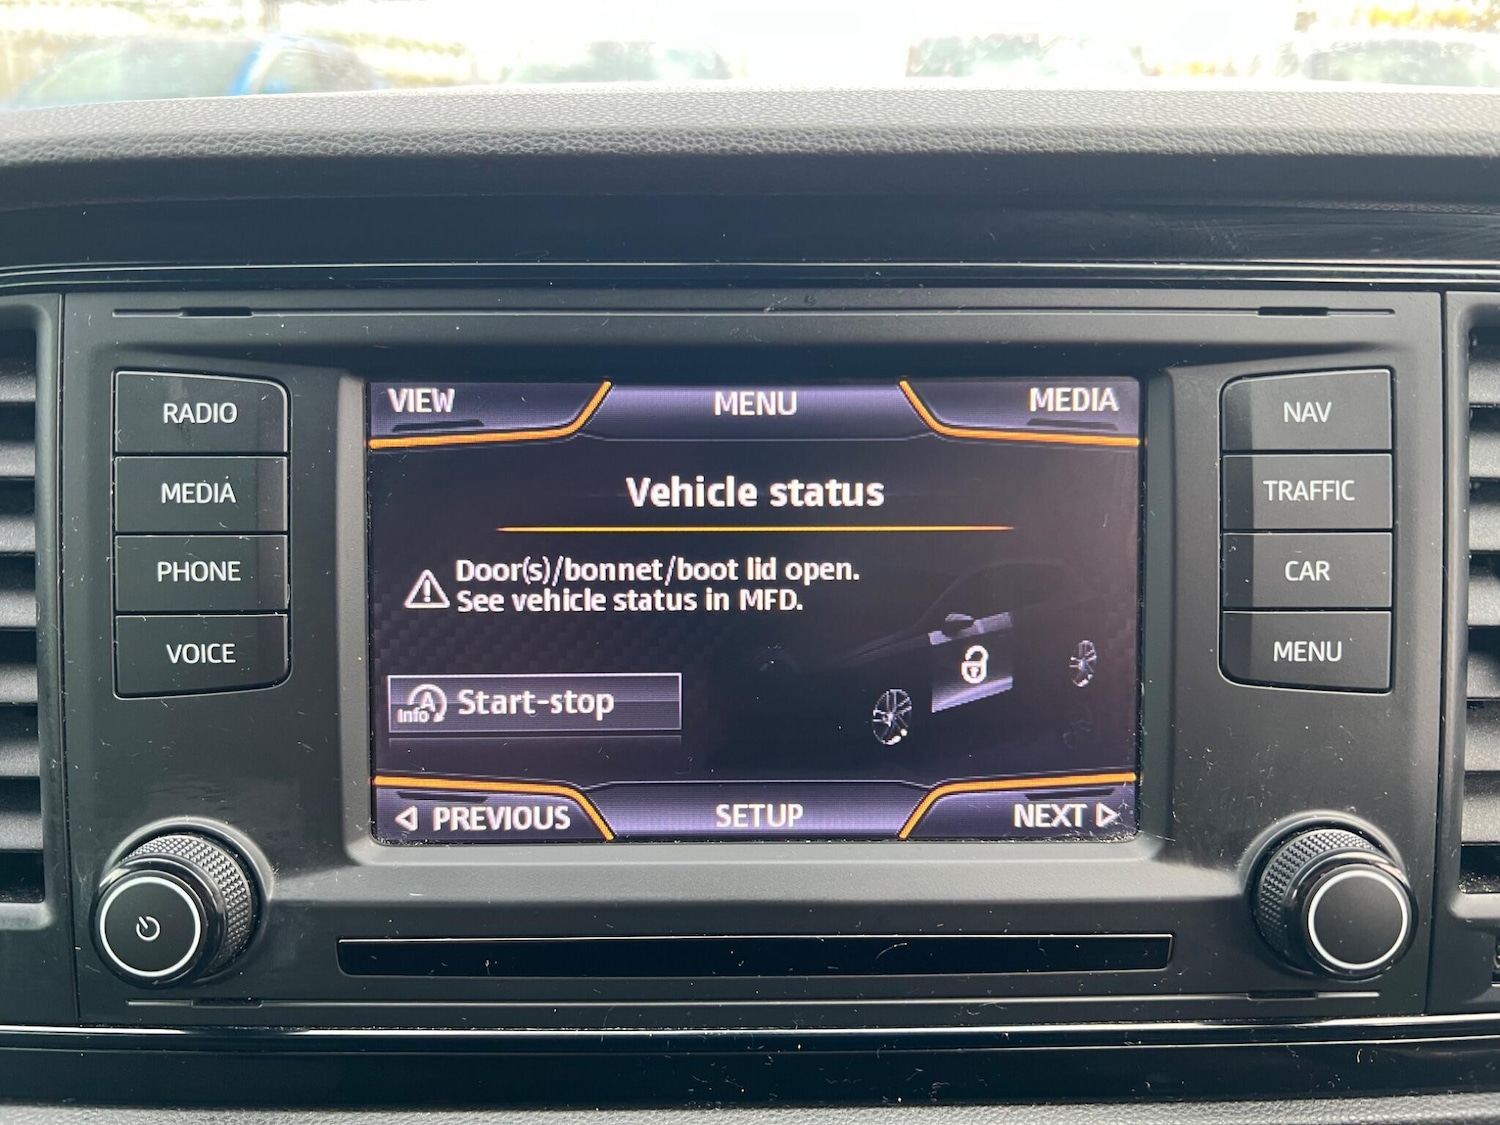 VIEW
MENU
MEDIA
RADIO
MEDIA
PHONE
VOICE
Vehicle status
Door(s)/bonnet/boot lid open.
See vehicle status in MFD.
A
Info
Start-stop
PREVIOUS
SETUP
NEXT
NAV
TRAFFIC
CAR
MENU